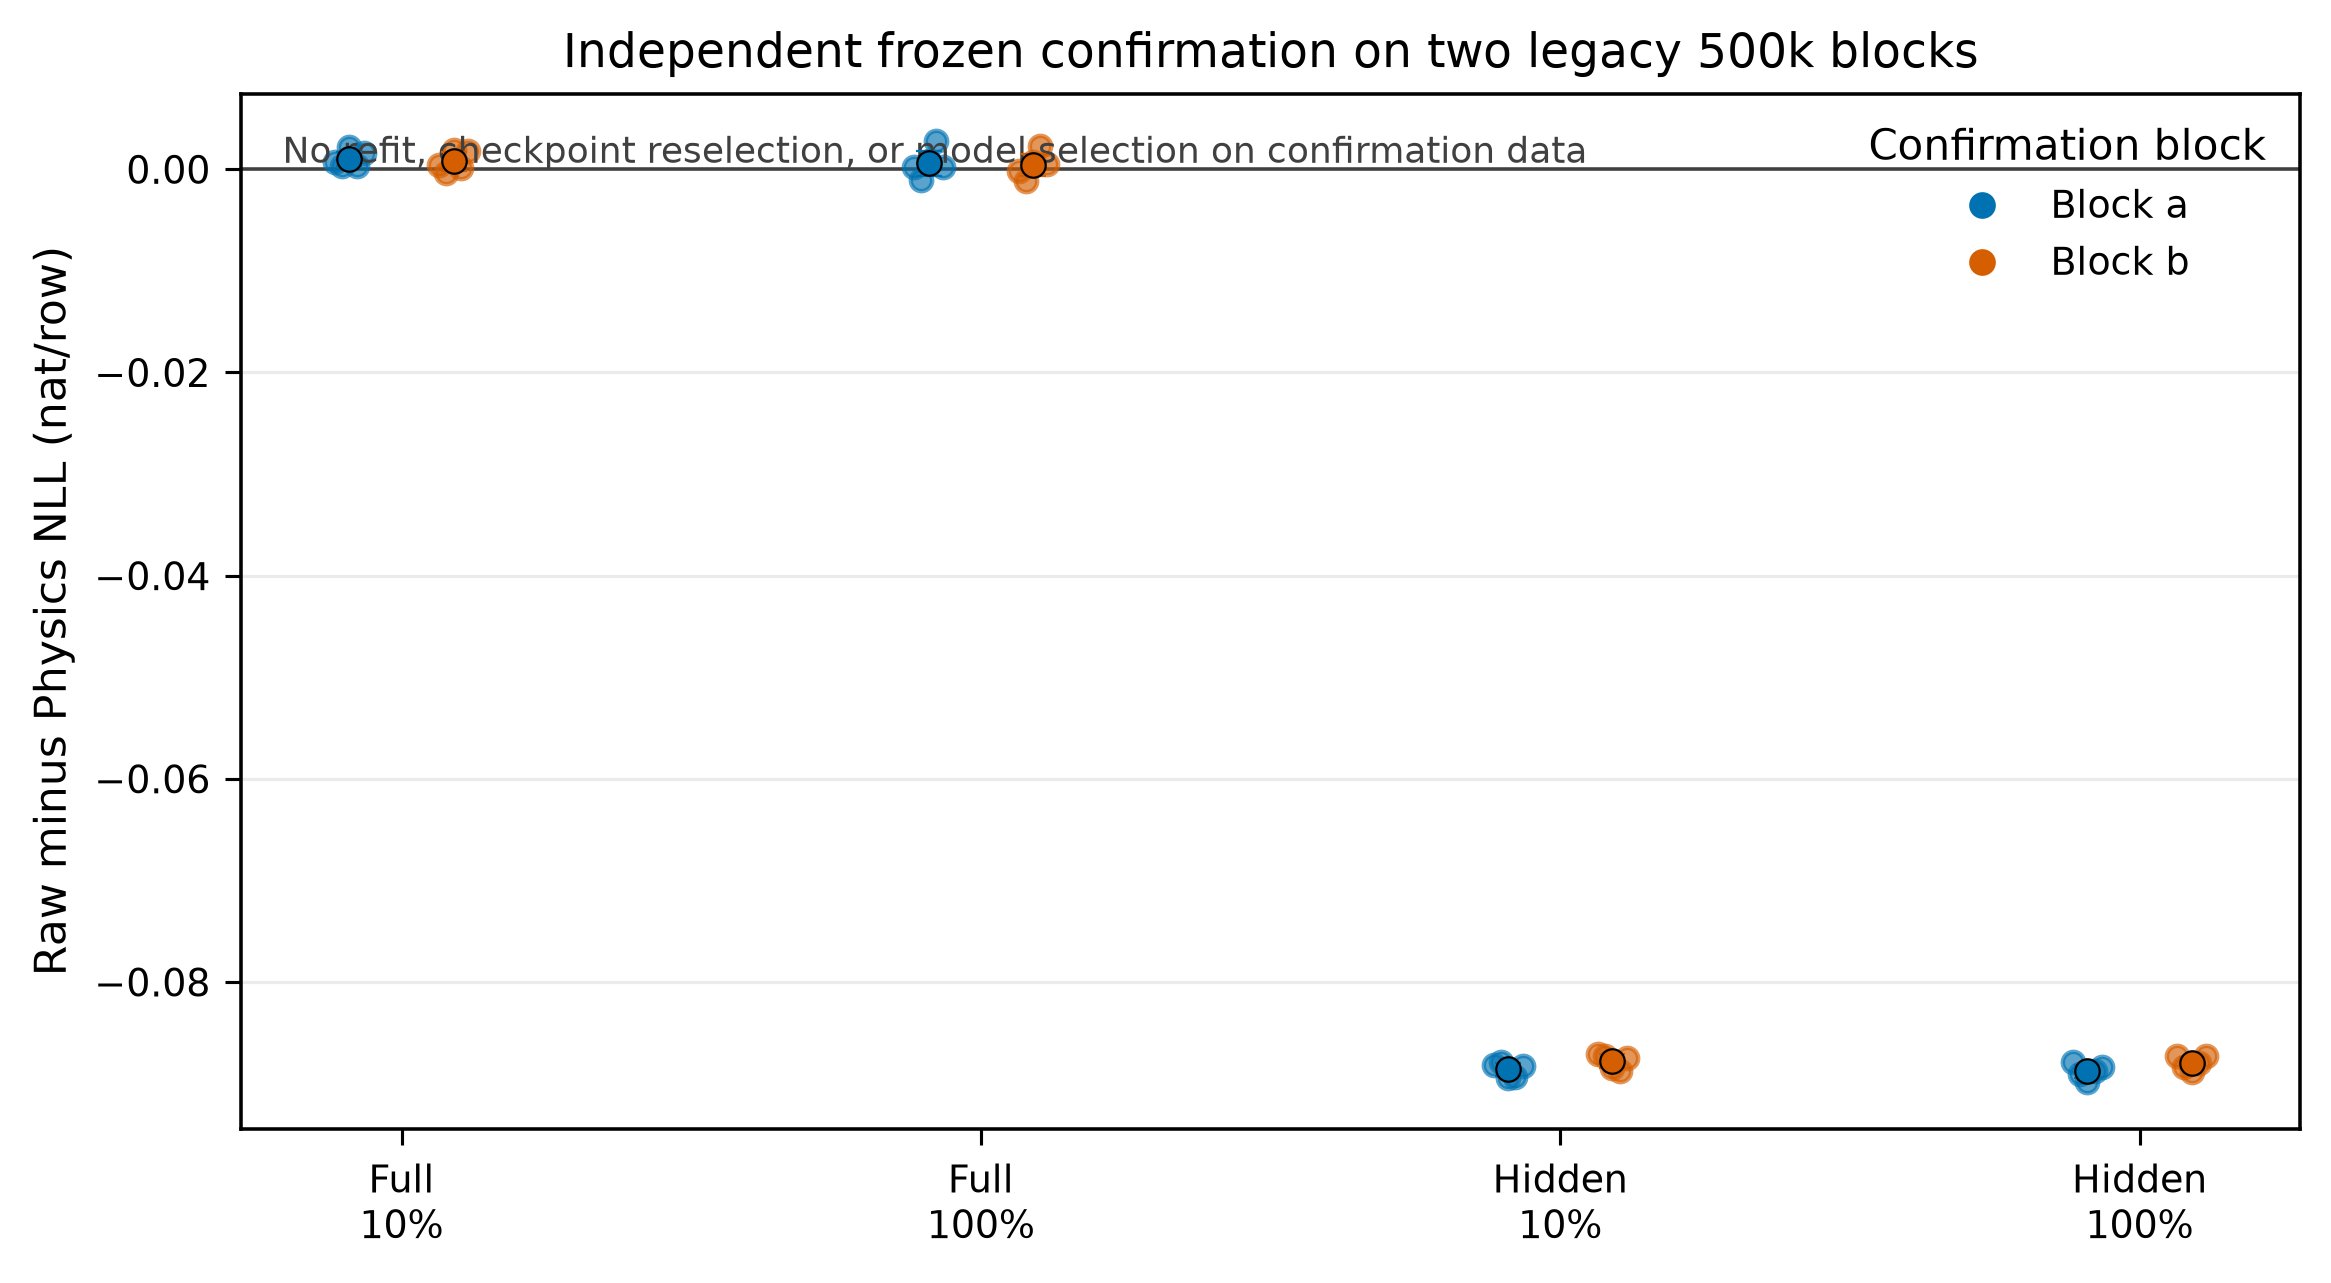 Independent frozen confirmation on two legacy 500k blocks
No refit, checkpoint reselection, or model selection on confirmation data
Confirmation block
Block a
Block b
Raw minus Physics NLL (nat/row)
0.00
−0.02
−0.04
−0.06
−0.08
Full
10%
Full
100%
Hidden
10%
Hidden
100%